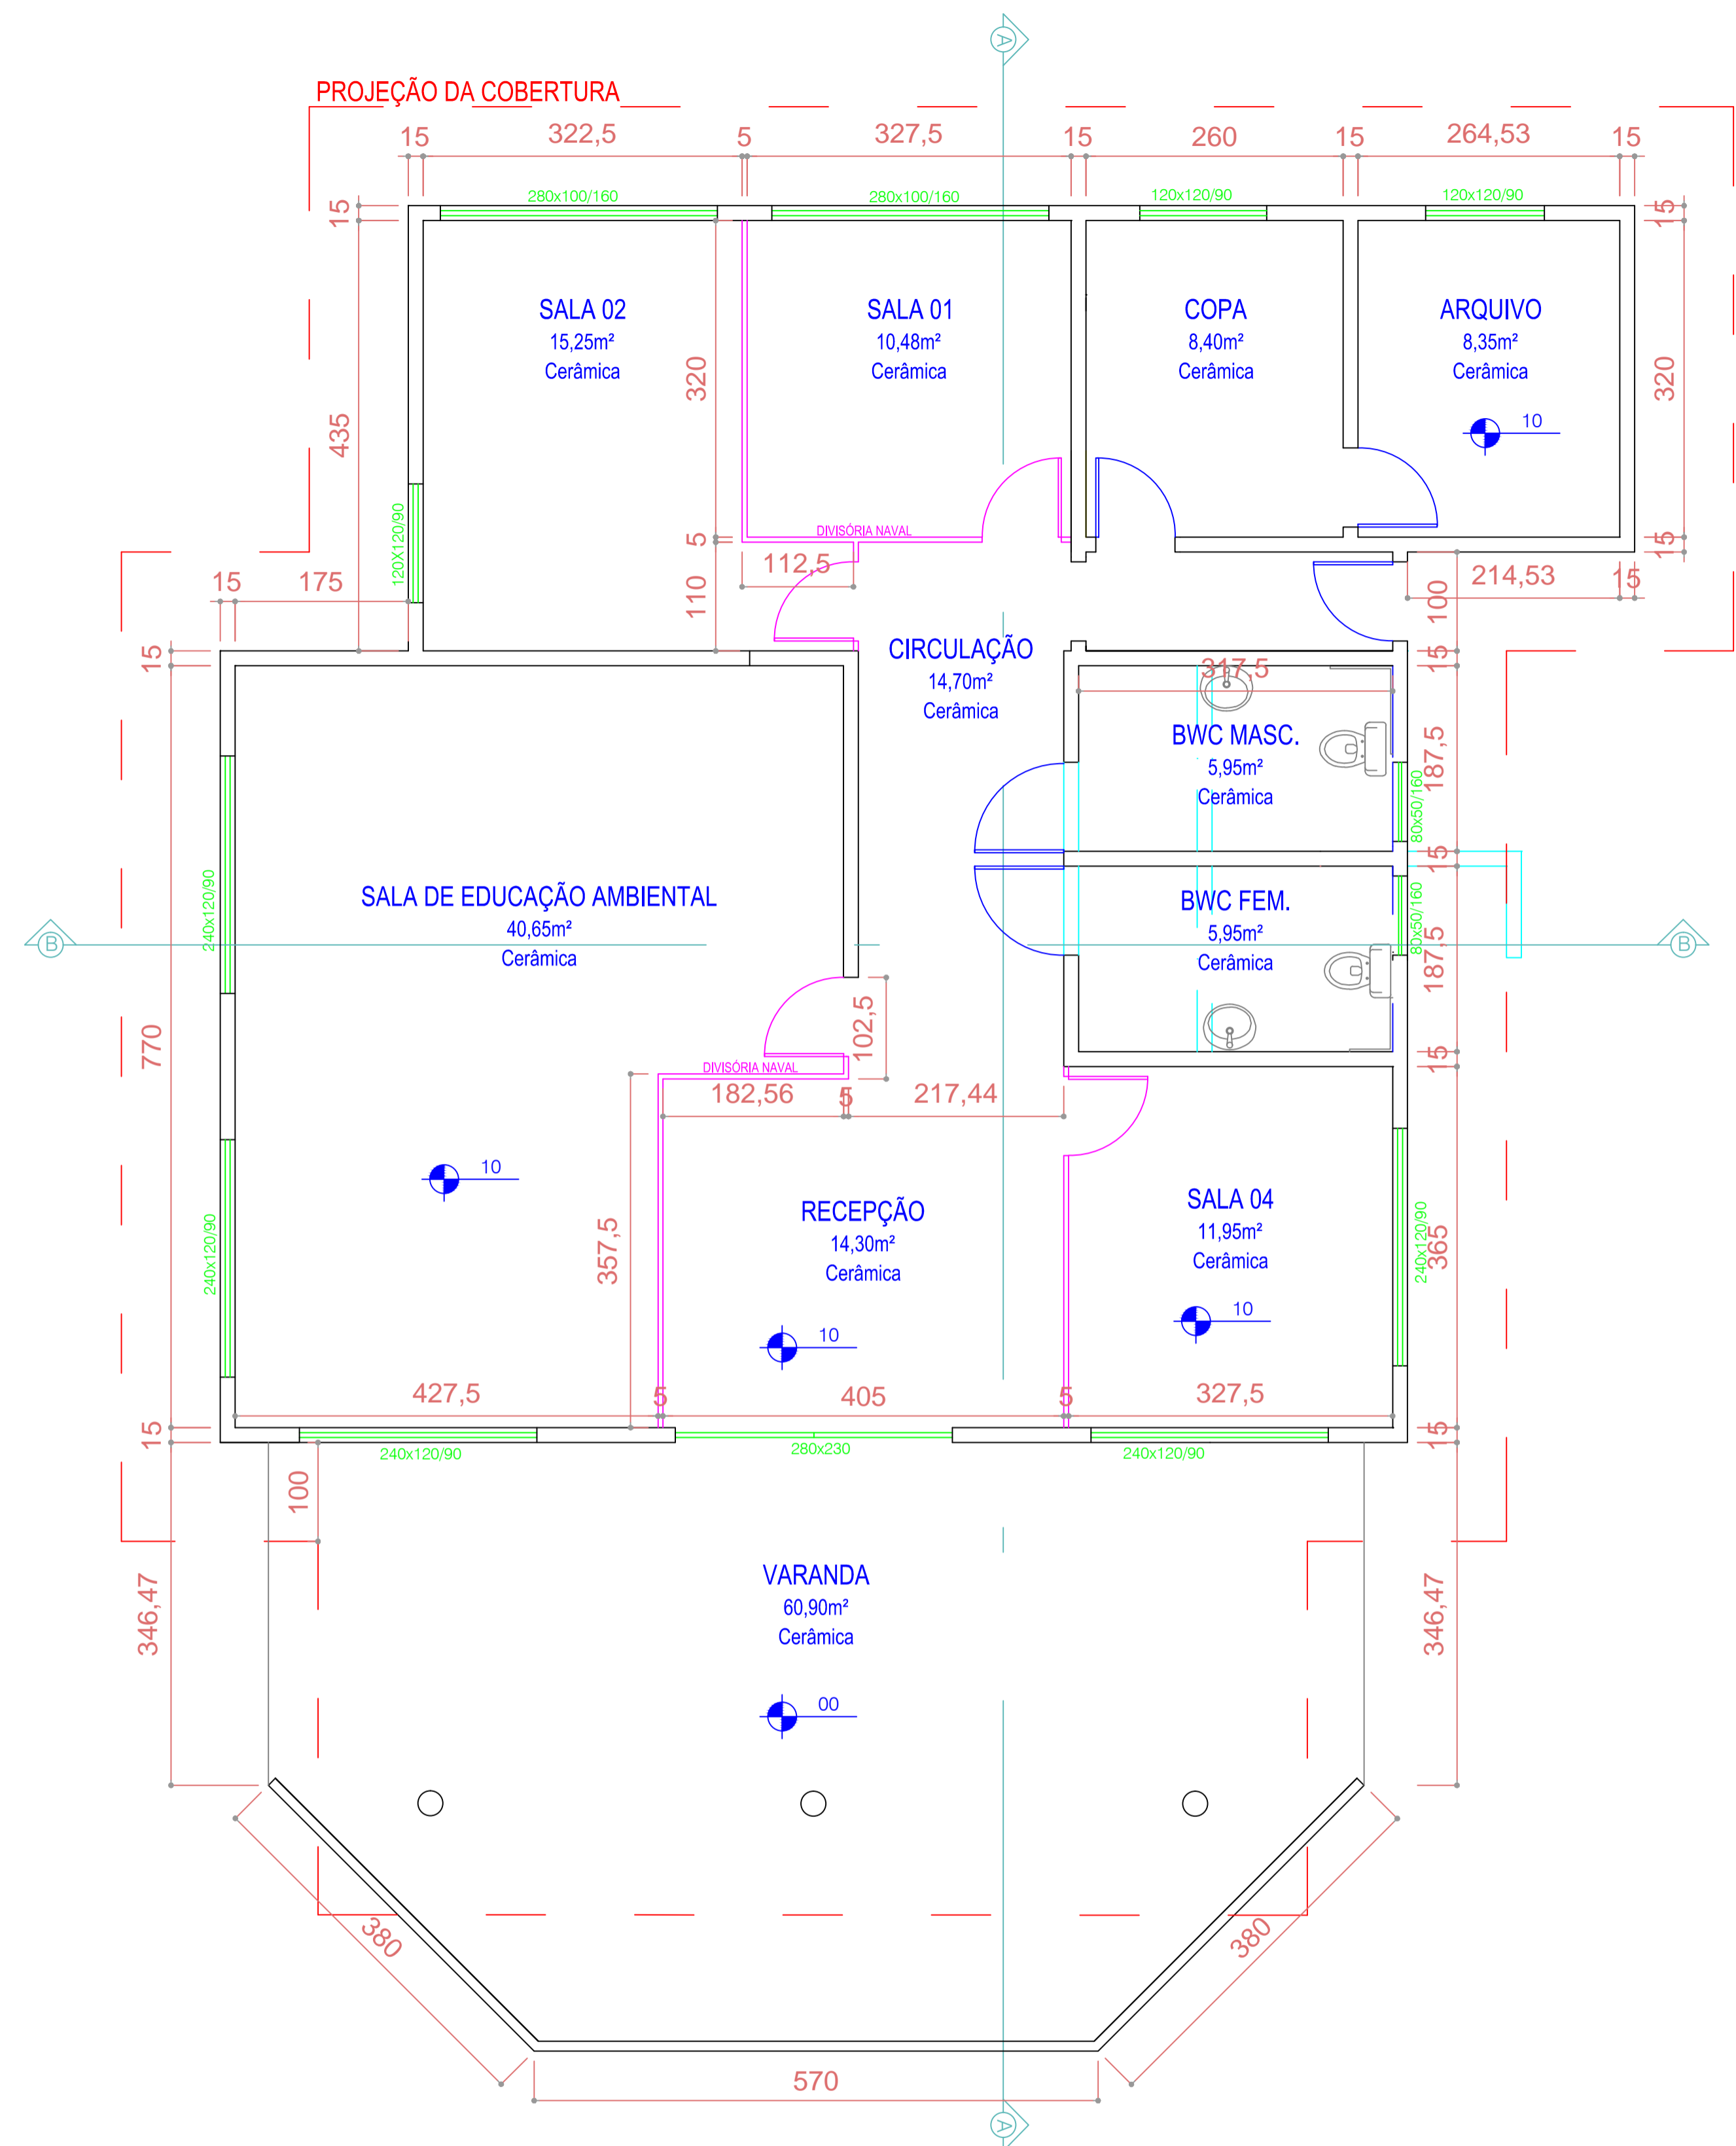 A
PROJEÇÃO DA COBERTURA
15 322,5 5 327,5 15 260 15 264,53 15
280x100/160 280x100/160 120x120/90 120x120/90
15 15
SALA 02
15,25m²
Cerâmica
SALA 01
10,48m²
Cerâmica
COPA
8,40m²
Cerâmica
ARQUIVO
8,35m²
Cerâmica
10
320
320
435
120X120/90
DIVISÓRIA NAVAL
5
15
112,5
110
15 175
214,53 15
100
CIRCULAÇÃO
14,70m²
Cerâmica
15
15
317,5
BWC MASC.
5,95m²
Cerâmica
187,5
80x50/160
15
SALA DE EDUCAÇÃO AMBIENTAL
40,65m²
Cerâmica
240x120/90
BWC FEM.
5,95m²
Cerâmica
80x50/160
187,5
B
B
102,5
770
15
DIVISÓRIA NAVAL
182,56 5 217,44
10
RECEPÇÃO
14,30m²
Cerâmica
10
SALA 04
11,95m²
Cerâmica
10
357,5
240x120/90
240x120/90
365
427,5 5 405 5 327,5
15
15
240x120/90 280x230 240x120/90
100
VARANDA
60,90m²
Cerâmica
00
346,47
346,47
380
380
570
A